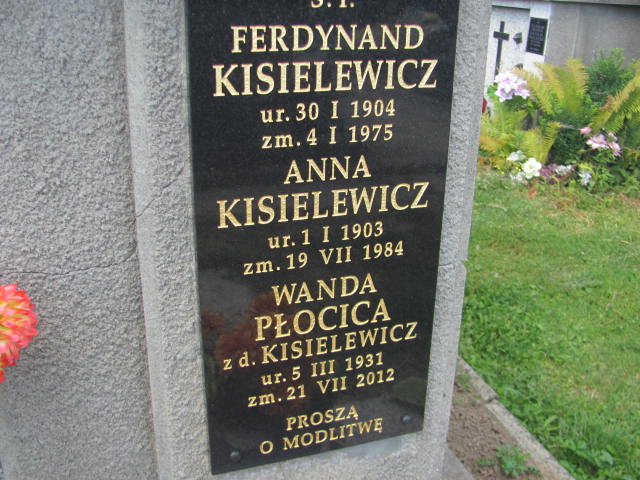 Ś. P.
FERDYNAND
KISIELEWICZ
ur. 30 I 1904
zm. 4 I 1975
ANNA
KISIELEWICZ
ur. 1 I 1903
zm. 19 VII 1984
WANDA
PŁOCICA
z d. KISIELEWICZ
ur. 5 III 1931
zm. 21 VII 2012
PROSZĄ
O MODLITWĘ